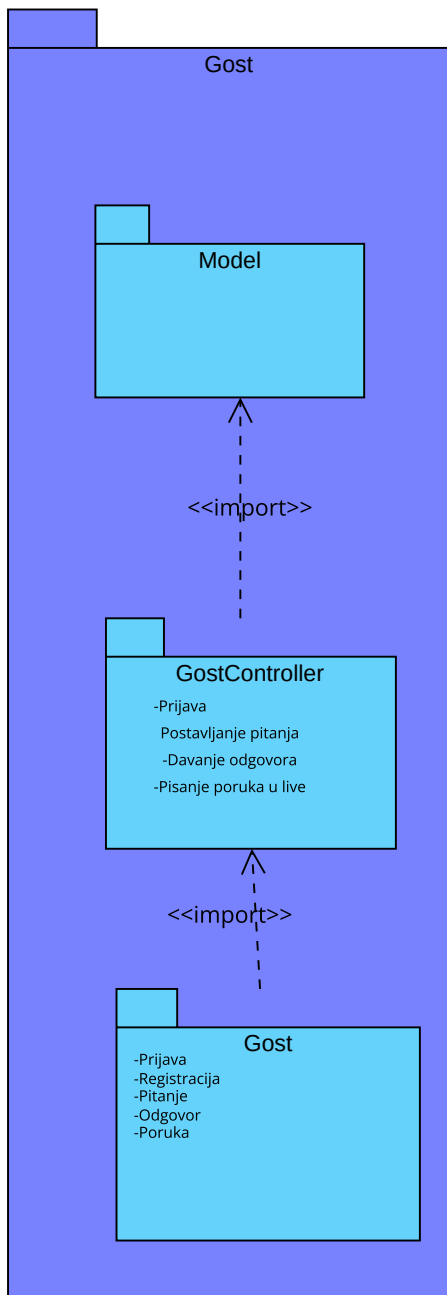 Gost
Model
<<import>>
GostController
-Prijava
Postavljanje pitanja
-Davanje odgovora
-Pisanje poruka u live
<<import>>
Gost
-Prijava
-Registracija
-Pitanje
-Odgovor
-Poruka